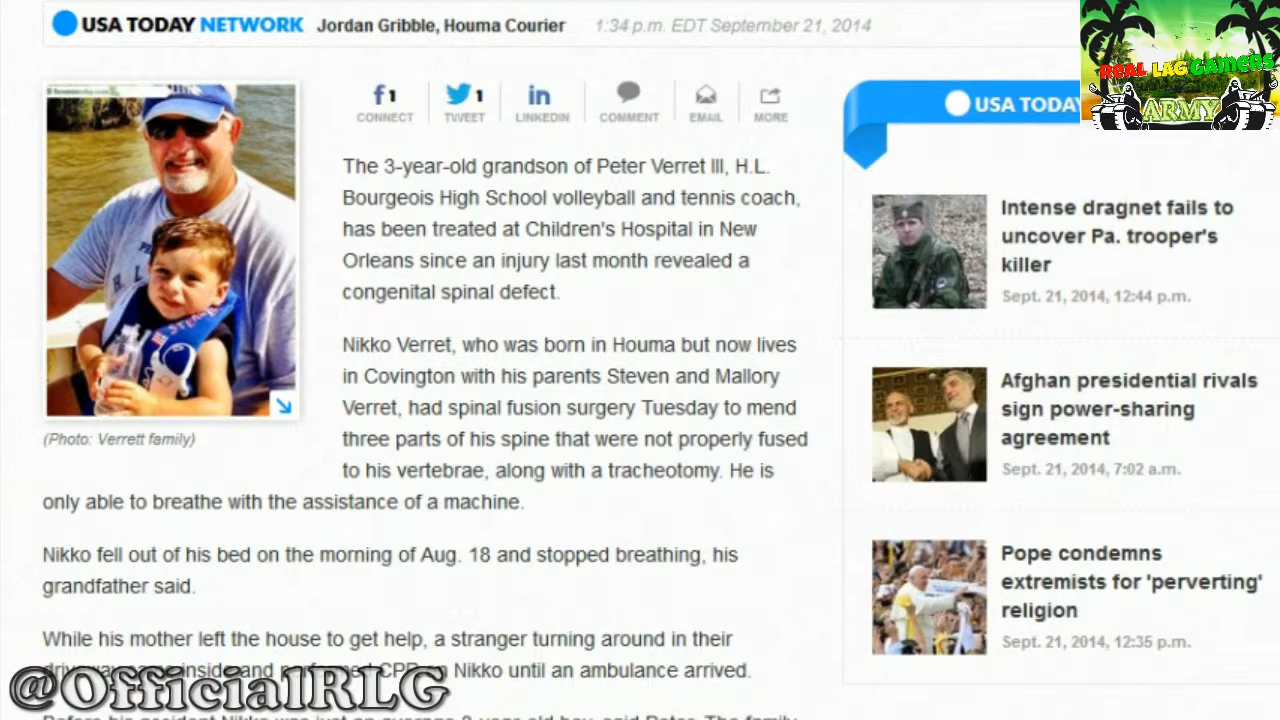 USA TODAY NETWORK Jordan Gribble, Houma Courier 1:34 p.m. EDT September 21, 2014
REAL LAG GAMERS
ARMY
1
CONNECT
1
TWEET
in
LINKEDIN
COMMENT
EMAIL
MORE
The 3-year-old grandson of Peter Verret III, H.L.
Bourgeois High School volleyball and tennis coach,
has been treated at Children's Hospital in New
Orleans since an injury last month revealed a
congenital spinal defect.
(Photo: Verrett family)
Nikko Verret, who was born in Houma but now lives
in Covington with his parents Steven and Mallory
Verret, had spinal fusion surgery Tuesday to mend
three parts of his spine that were not properly fused
to his vertebrae, along with a tracheotomy. He is
only able to breathe with the assistance of a machine.
Nikko fell out of his bed on the morning of Aug. 18 and stopped breathing, his
grandfather said.
While his mother left the house to get help, a stranger turning around in their
driveway came inside and performed CPR on Nikko until an ambulance arrived.
@OfficialRLG
USA TODAY
Intense dragnet fails to
uncover Pa. trooper's
killer
Sept. 21, 2014, 12:44 p.m.
Afghan presidential rivals
sign power-sharing
agreement
Sept. 21, 2014, 7:02 a.m.
Pope condemns
extremists for 'perverting'
religion
Sept. 21, 2014, 12:35 p.m.